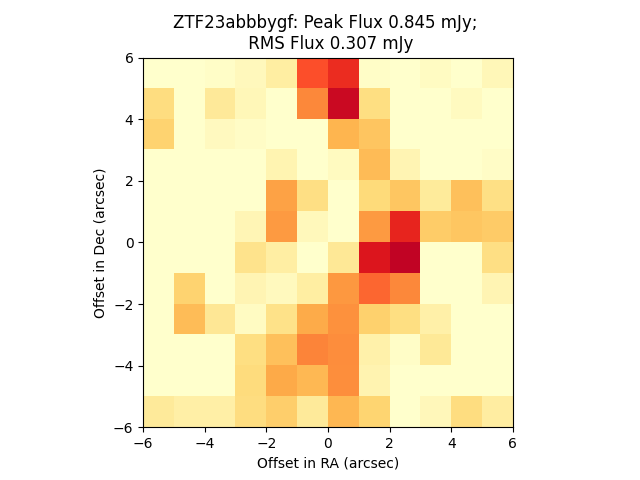 ZTF23abbbygf: Peak Flux 0.845 mJy;
RMS Flux 0.307 mJy
6
4
2
0
−2
−4
−6
Offset in Dec (arcsec)
−6 −4 −2 0 2 4 6
Offset in RA (arcsec)